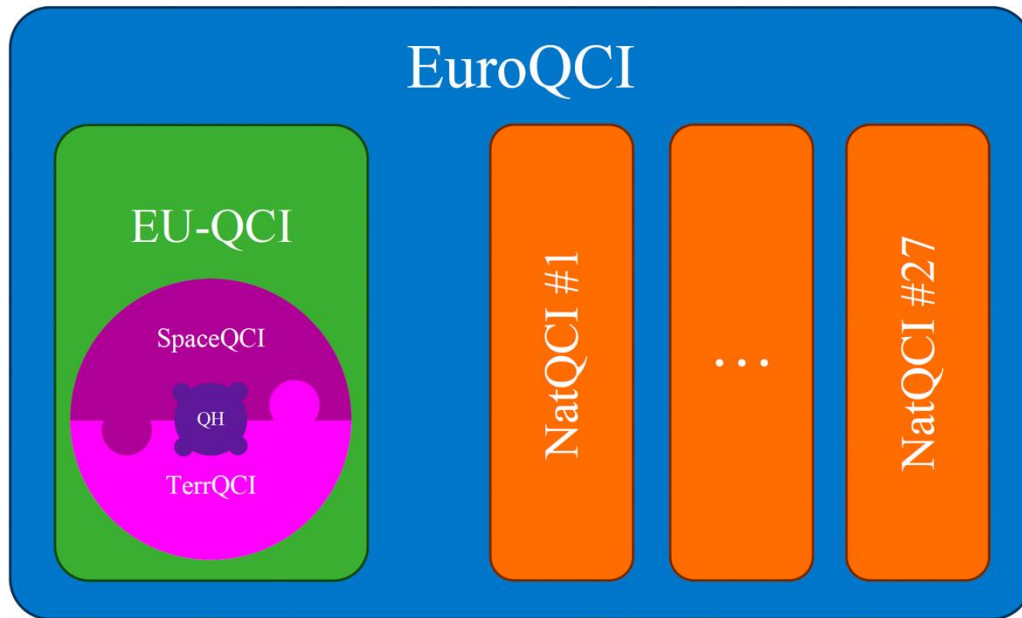 EuroQCI
EU-QCI
SpaceQCI
QH
TerrQCI
NatQCI #1
...
NatQCI #27